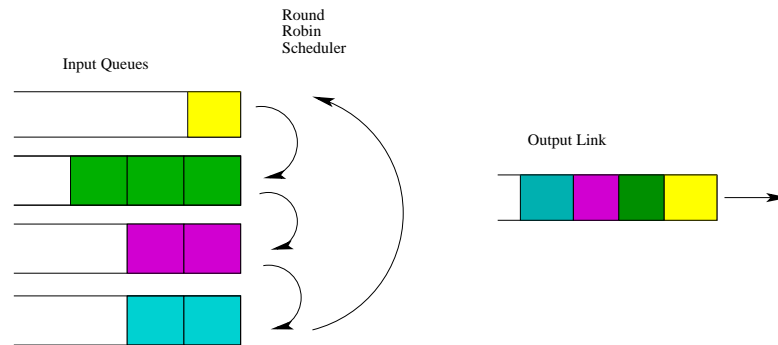 Round
Robin
Scheduler
Input Queues
Output Link